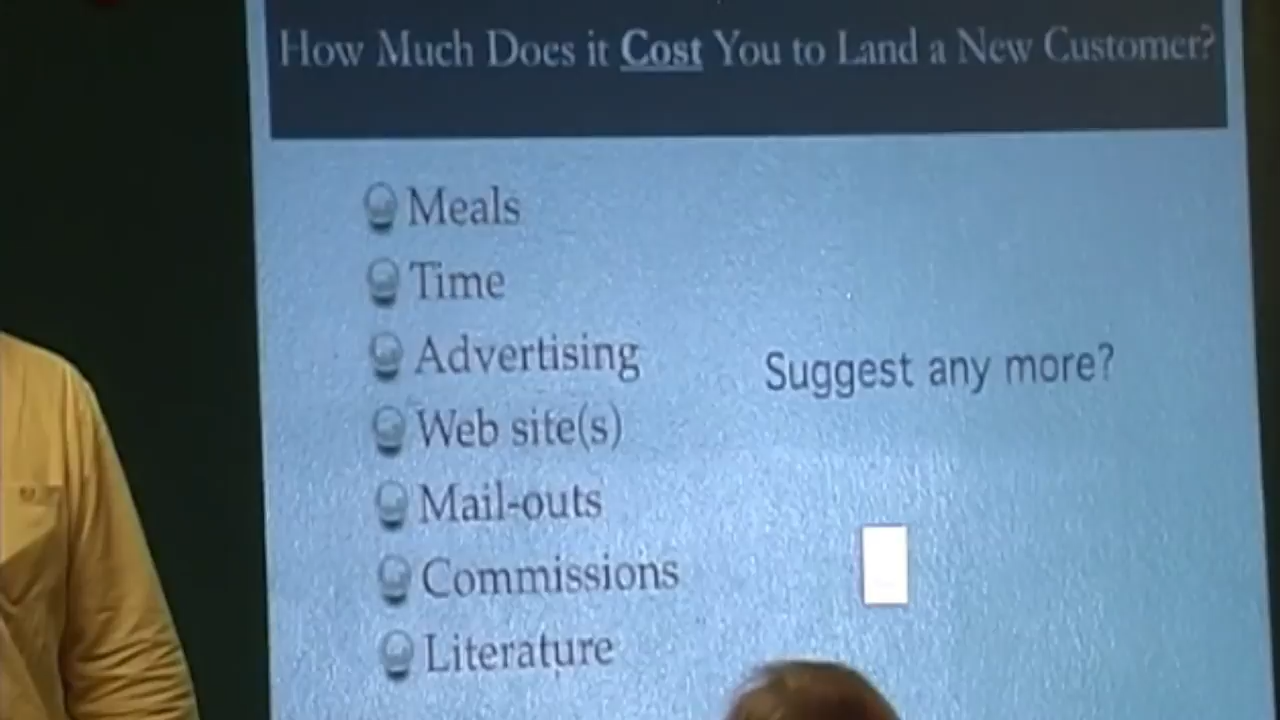 How Much Does it Cost You to Land a New Customer?
Meals
Time
Advertising
Web site(s)
Mail-outs
Commissions
Literature
Suggest any more?